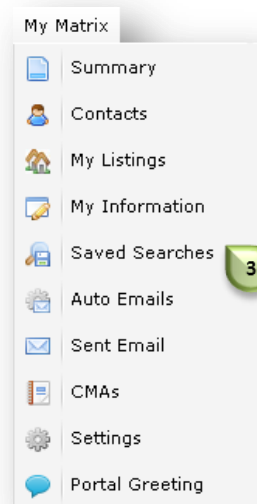 My Matrix
Summary
Contacts
My Listings
My Information
Saved Searches
3
Auto Emails
Sent Email
CMAs
Settings
Portal Greeting